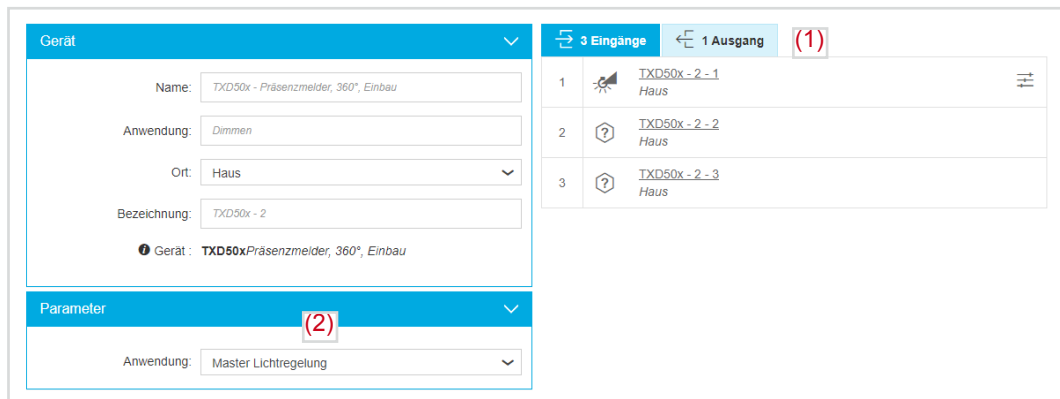 Gerät
Name: TXD50x - Präsenzmelder, 360°, Einbau
Anwendung: Dimmen
Ort: Haus
Bezeichnung: TXD50x - 2
Gerät : TXD50xPräsenzmelder, 360°, Einbau
Parameter
(2)
Anwendung: Master Lichtregelung
3 Eingänge
1 Ausgang
(1)
1 TXD50x - 2 - 1
Haus
2 TXD50x - 2 - 2
Haus
3 TXD50x - 2 - 3
Haus